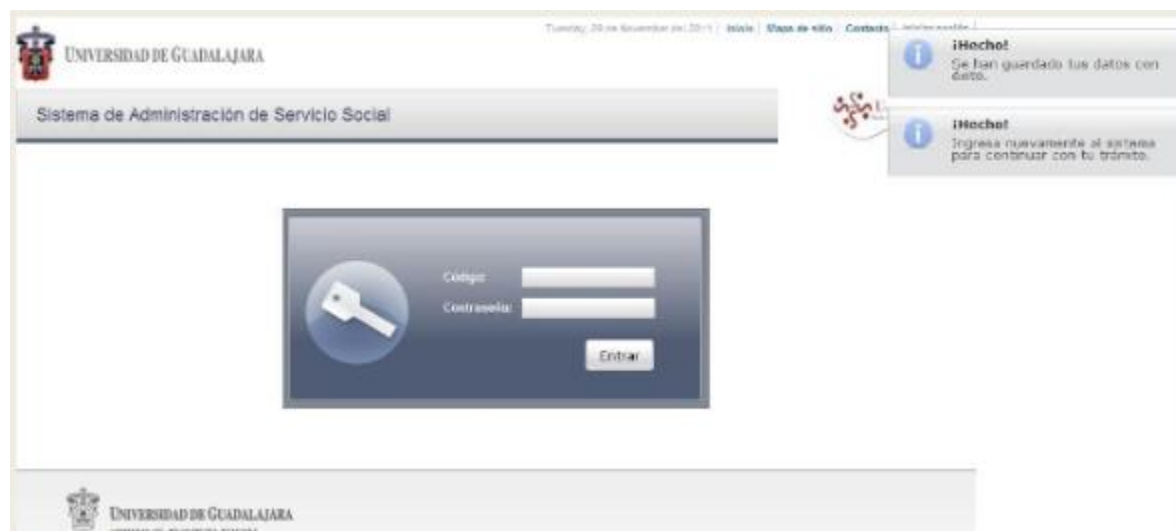 Inicio | Mapa de sitio | Contacto
UNIVERSIDAD DE GUADALAJARA
¡Hecho!
Se han guardado tus datos con éxito.
Sistema de Administración de Servicio Social
¡Hecho!
Ingresa nuevamente al sistema
para continuar con tu trámite.
Código:
Contraseña:
Entrar
UNIVERSIDAD DE GUADALAJARA